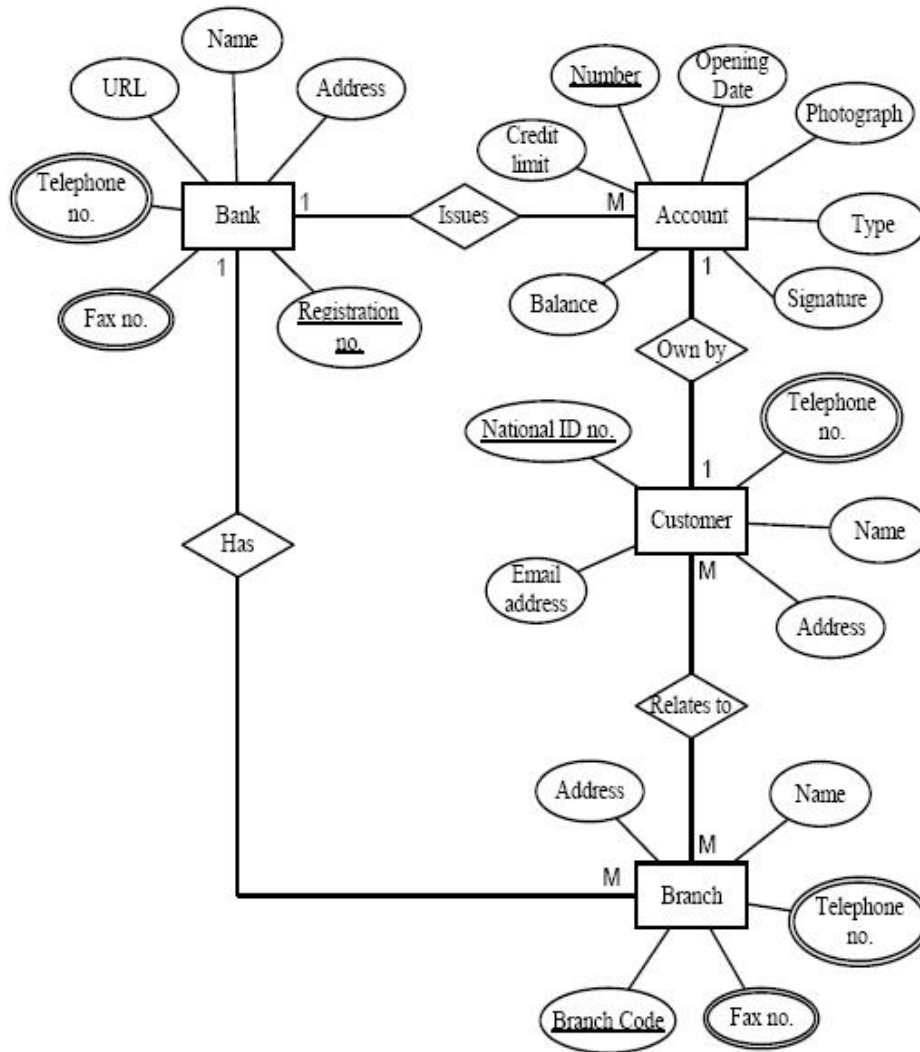 Name
URL
Address
Telephone
no.
Bank
Fax no.
Registration
no.
1
1
Issues
M
Number
Opening
Date
Photograph
Credit
limit
Account
Type
Balance
Signature
1
Own by
1
National ID no.
Telephone
no.
Customer
Name
Email
address
Address
M
Has
Relates to
M
M
Address
Name
Branch
Telephone
no.
Branch Code
Fax no.